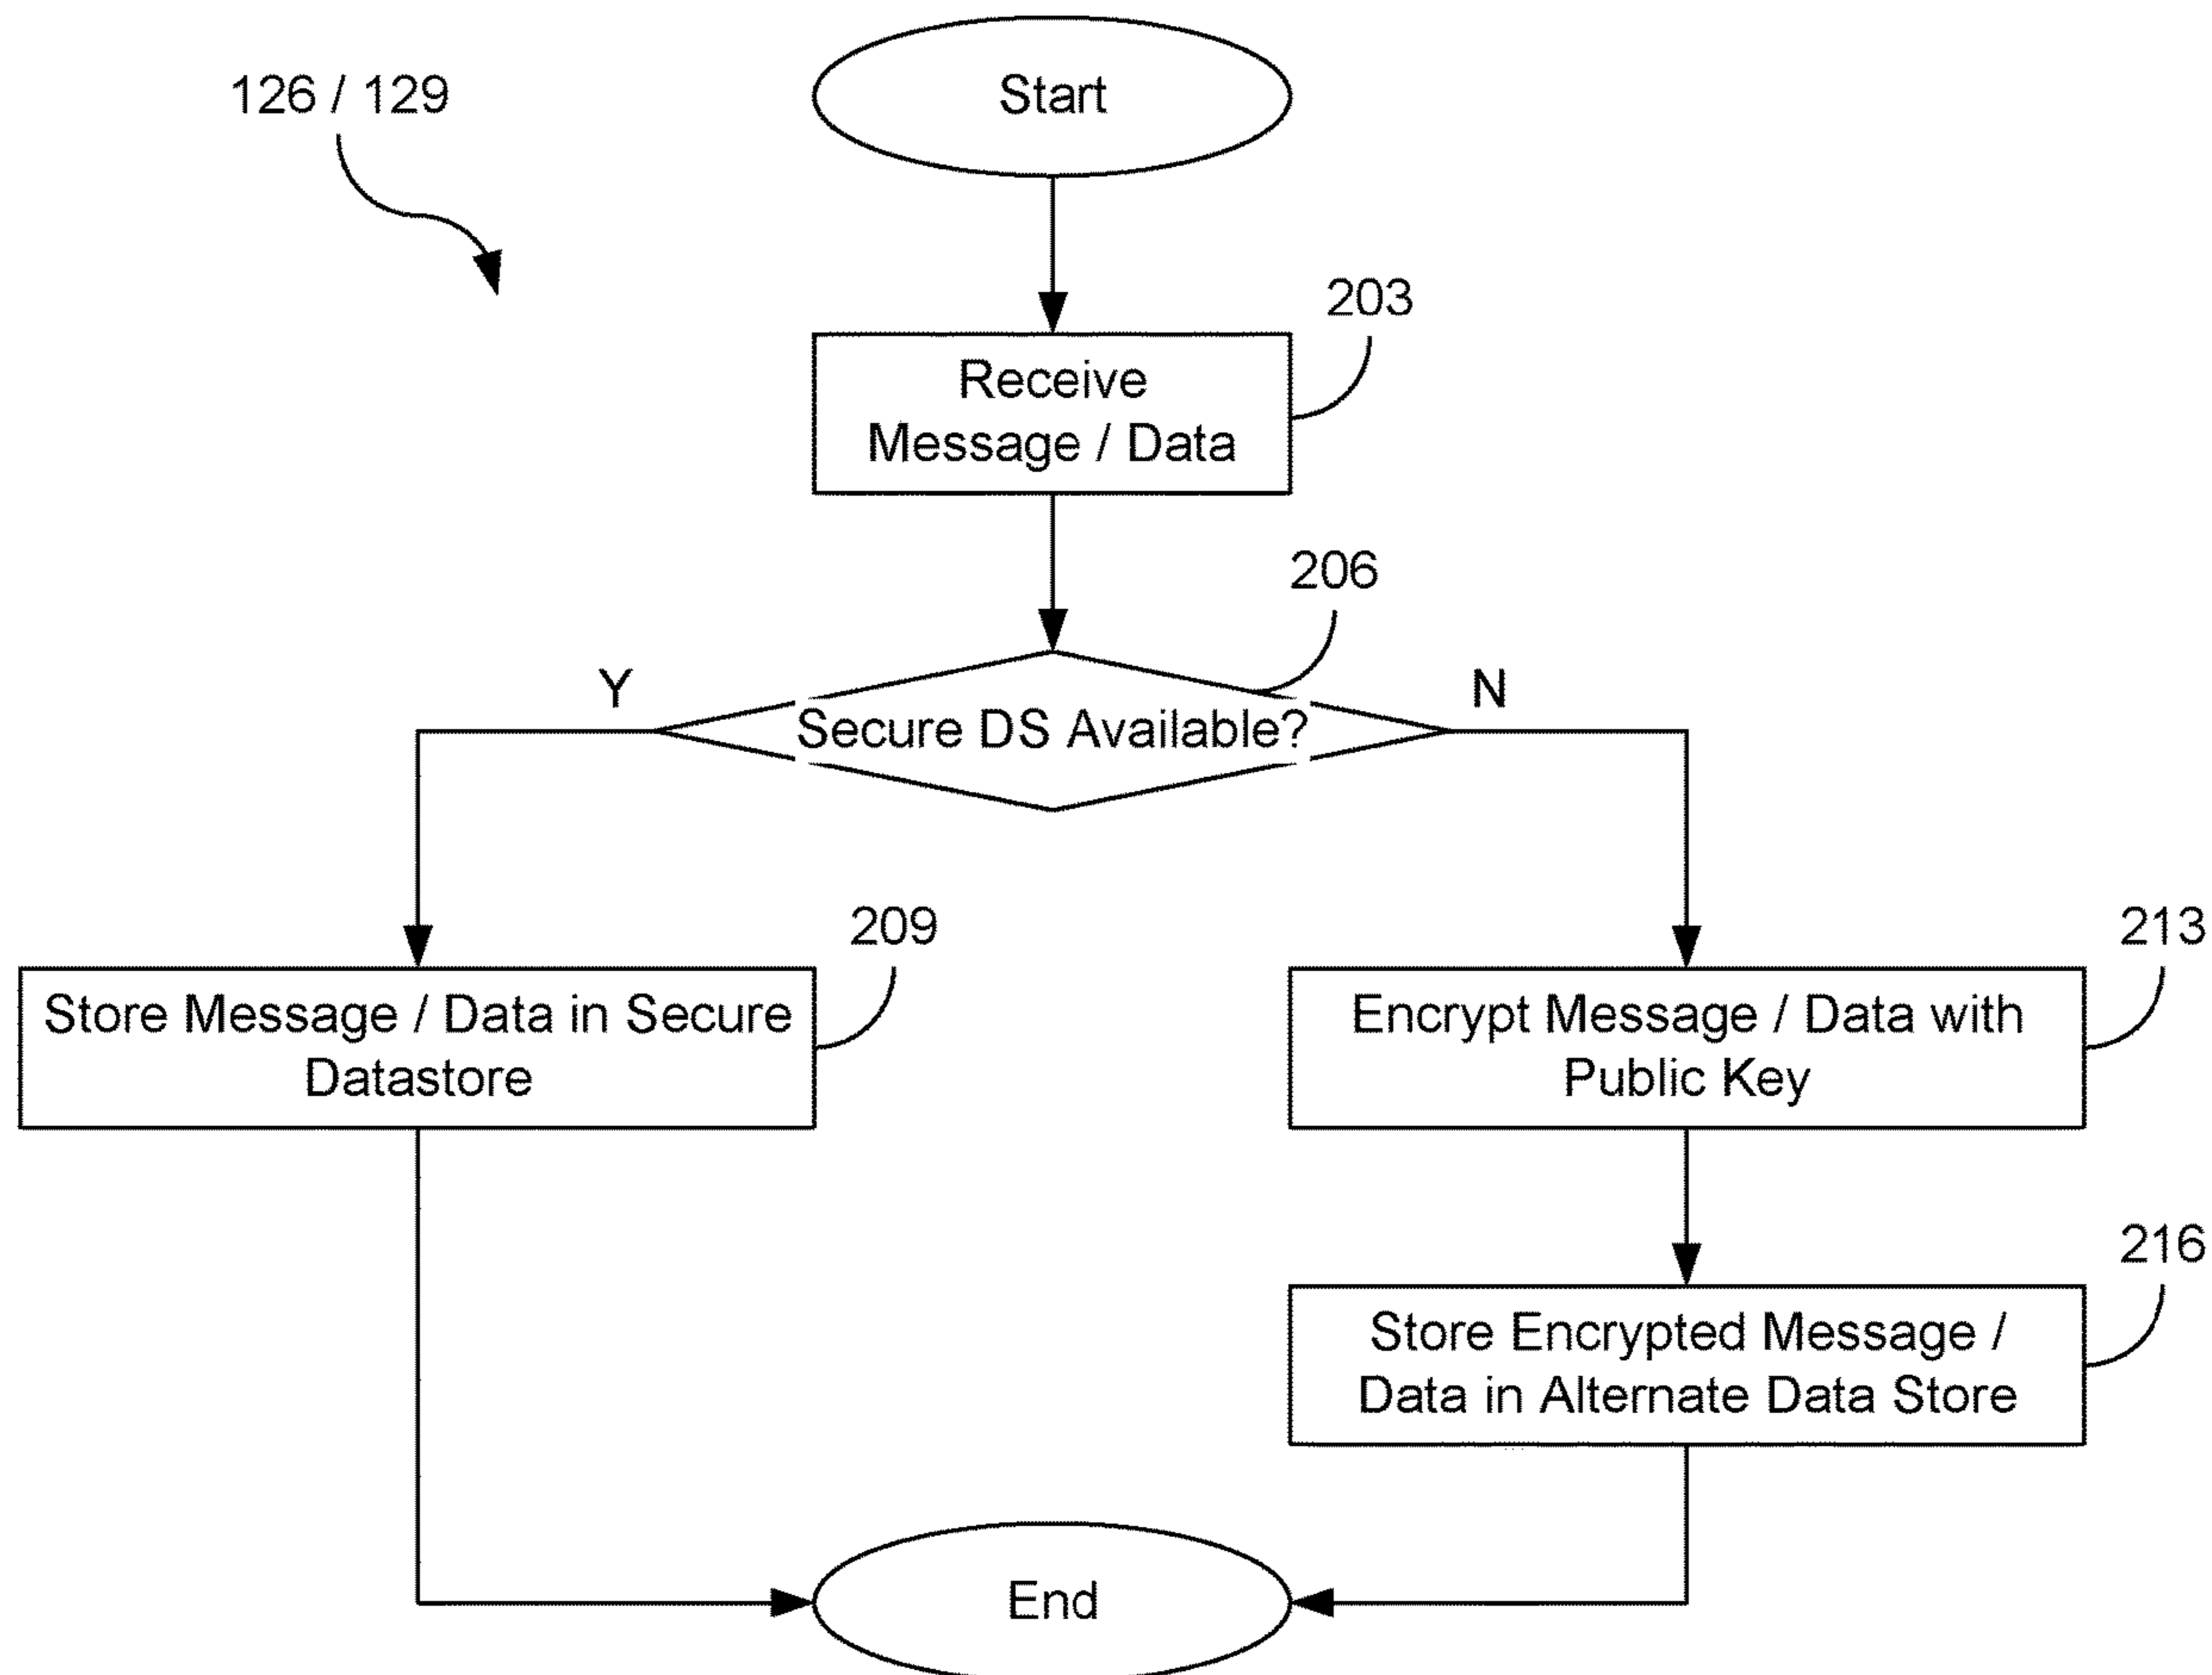 126 / 129
Start
203
Receive
Message / Data
206
Y
N
Secure DS Available?
209
213
Store Message / Data in Secure
Datastore
Encrypt Message / Data with
Public Key
216
Store Encrypted Message /
Data in Alternate Data Store
End